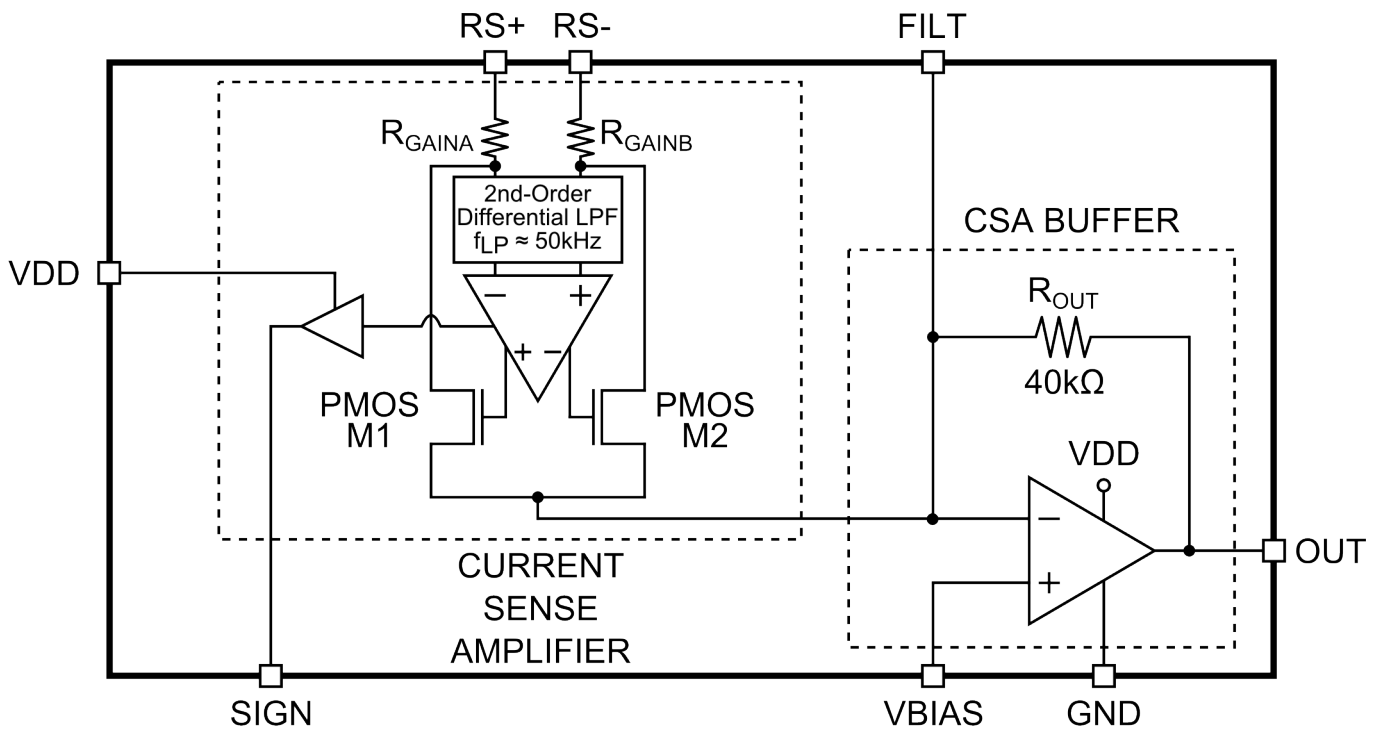 RS+ RS- FILT
RGAINA RGAINB
2nd-Order
Differential LPF
fLP ≈ 50kHz
CSA BUFFER
VDD
ROUT
40kΩ
− +
+ −
PMOS
M1
PMOS
M2
VDD
−
+
OUT
CURRENT
SENSE
AMPLIFIER
SIGN VBIAS GND